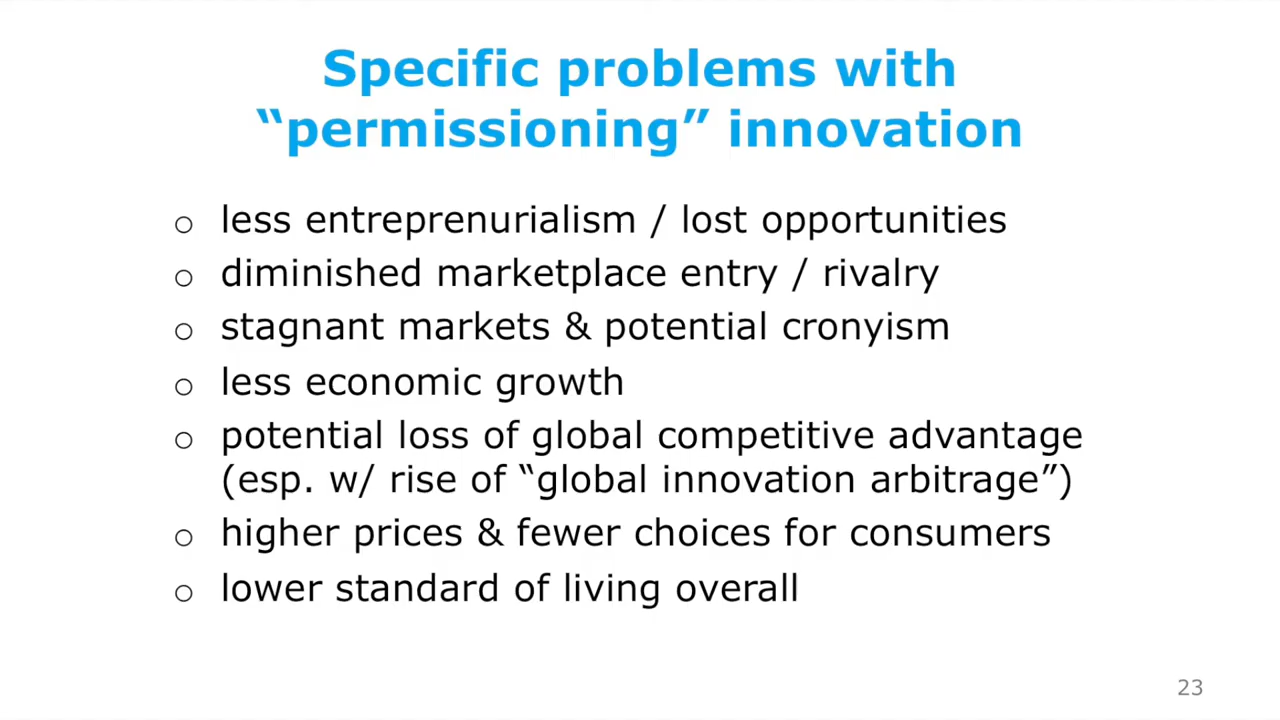 Specific problems with
“permissioning” innovation
o less entreprenurialism / lost opportunities
o diminished marketplace entry / rivalry
o stagnant markets & potential cronyism
o less economic growth
o potential loss of global competitive advantage
(esp. w/ rise of “global innovation arbitrage”)
o higher prices & fewer choices for consumers
o lower standard of living overall
23